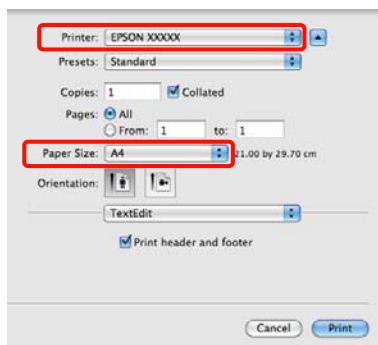 Printer: EPSON XXXXX
Presets: Standard
Copies: 1 Collated
Pages: All
From: 1 to: 1
Paper Size: A4 21.00 by 29.70 cm
Orientation:
TextEdit
Print header and footer
Cancel Print